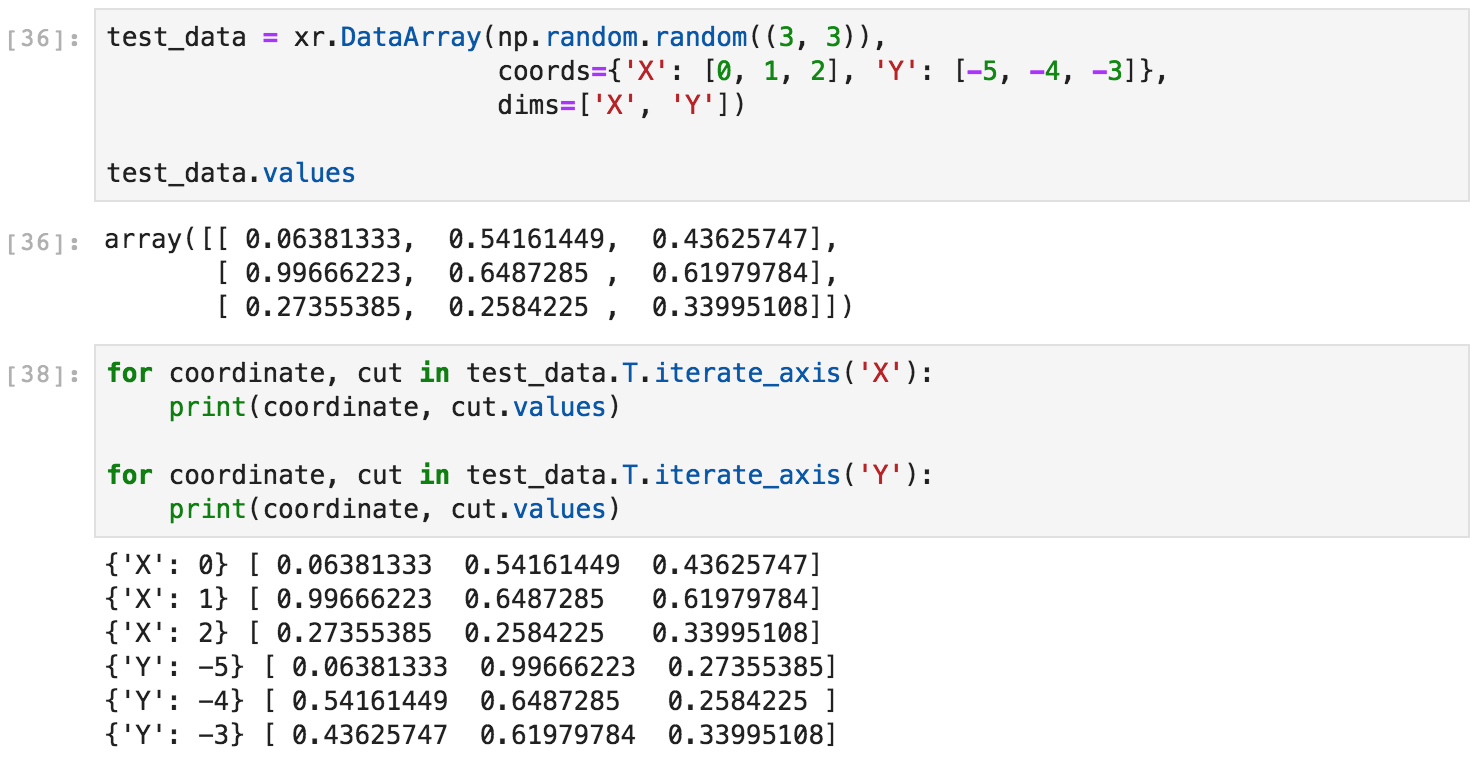 [36]: test_data = xr.DataArray(np.random.random((3, 3)),
                         coords={'X': [0, 1, 2], 'Y': [-5, -4, -3]},
                         dims=['X', 'Y'])

test_data.values
[36]: array([[ 0.06381333,  0.54161449,  0.43625747],
       [ 0.99666223,  0.6487285 ,  0.61979784],
       [ 0.27355385,  0.2584225 ,  0.33995108]])
[38]: for coordinate, cut in test_data.T.iterate_axis('X'):
    print(coordinate, cut.values)

for coordinate, cut in test_data.T.iterate_axis('Y'):
    print(coordinate, cut.values)
{'X': 0} [ 0.06381333  0.54161449  0.43625747]
{'X': 1} [ 0.99666223  0.6487285   0.61979784]
{'X': 2} [ 0.27355385  0.2584225   0.33995108]
{'Y': -5} [ 0.06381333  0.99666223  0.27355385]
{'Y': -4} [ 0.54161449  0.6487285   0.2584225 ]
{'Y': -3} [ 0.43625747  0.61979784  0.33995108]